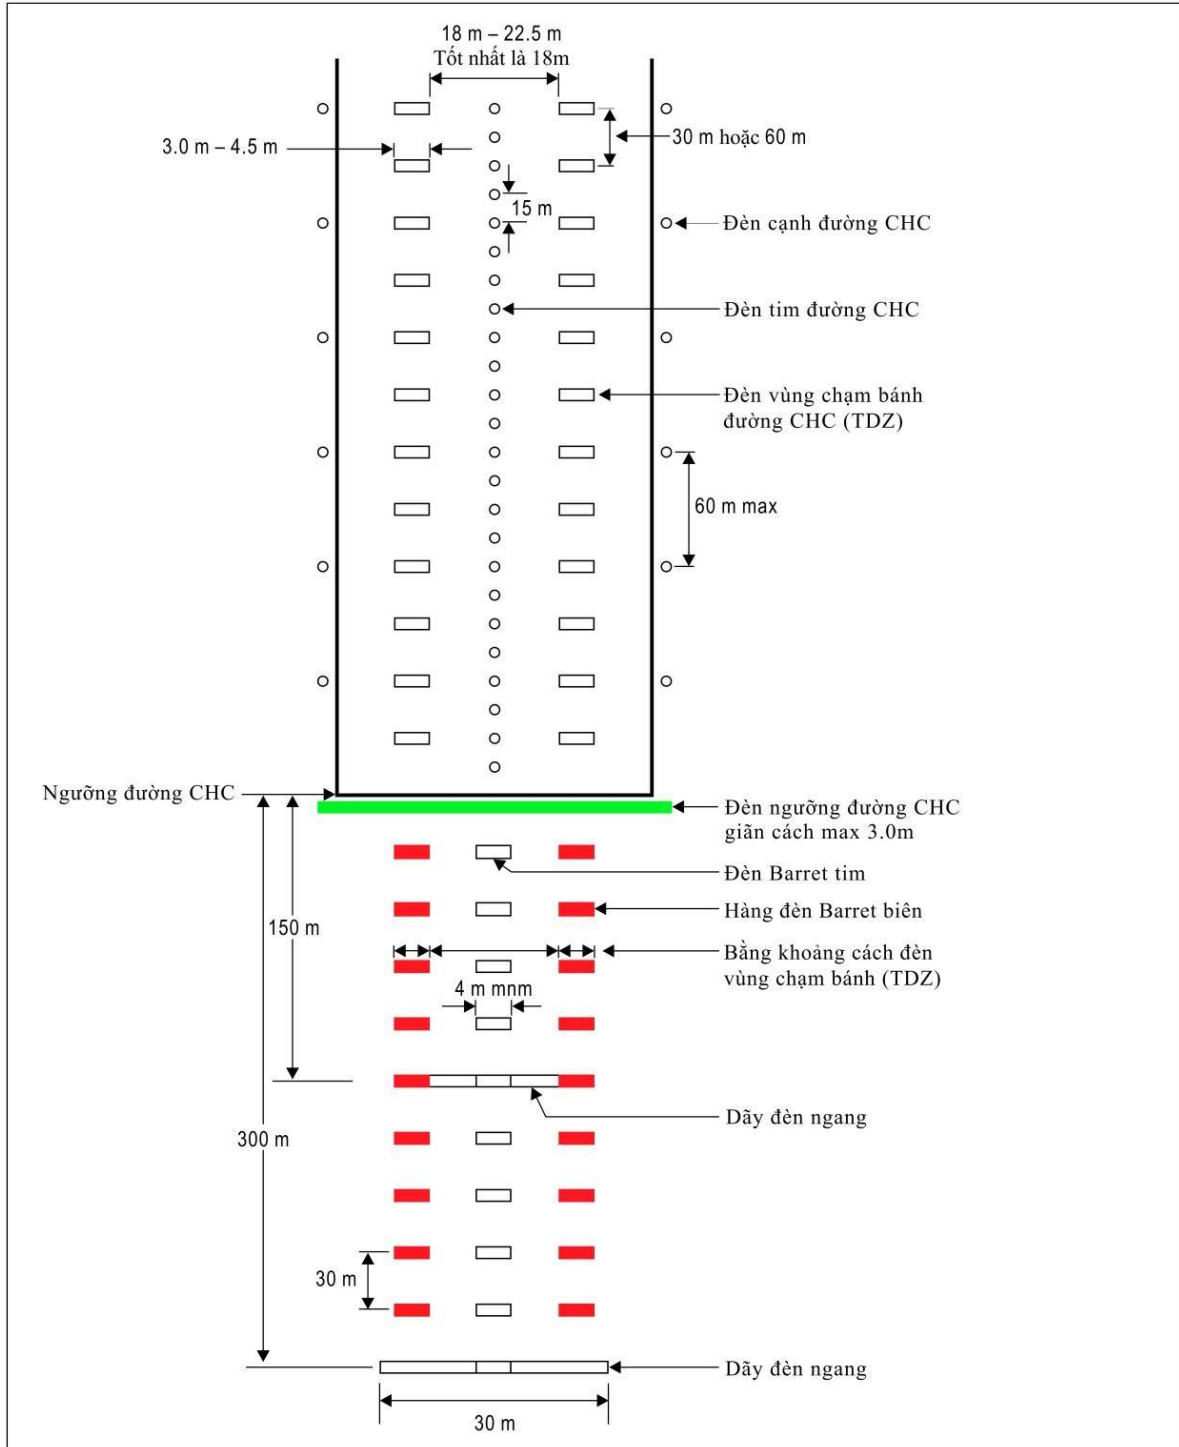 18 m – 22.5 m
Tốt nhất là 18m
3.0 m – 4.5 m
30 m hoặc 60 m
15 m
Đèn cạnh đường CHC
Đèn tim đường CHC
Đèn vùng chạm bánh
đường CHC (TDZ)
60 m max
Ngưỡng đường CHC
Đèn ngưỡng đường CHC
giãn cách max 3.0m
Đèn Barret tim
Hàng đèn Barret biên
150 m
Bằng khoảng cách đèn
vùng chạm bánh (TDZ)
4 m mnm
Dãy đèn ngang
300 m
30 m
Dãy đèn ngang
30 m